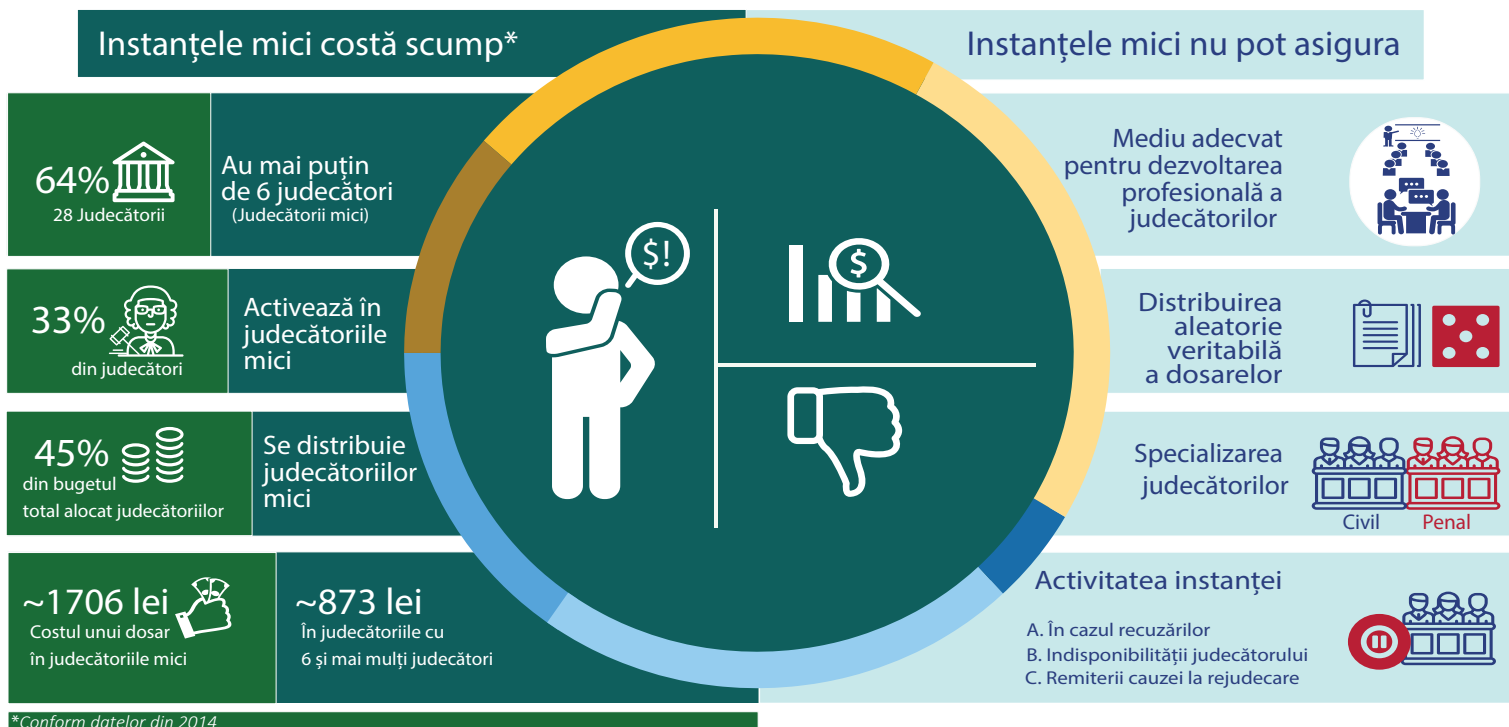 Instanțele mici costă scump*
64%
28 Judecătorii
Au mai puțin
de 6 judecători
(Judecătorii mici)
33%
din judecători
Activează în
judecătoriile
mici
45%
din bugetul
total alocat judecătoriilor
Se distribuie
judecătoriilor
mici
~1706 lei
Costul unui dosar
în judecătoriile mici
~873 lei
În judecătoriile cu
6 și mai mulți judecători
*Conform datelor din 2014
$!
$
Instanțele mici nu pot asigura
Mediu adecvat
pentru dezvoltarea
profesională a
judecătorilor
Distribuirea
aleatorie
veritabilă
a dosarelor
Specializarea
judecătorilor
Civil
Penal
Activitatea instanței
A. În cazul recuzărilor
B. Indisponibilității judecătorului
C. Remiterii cauzei la rejudecare